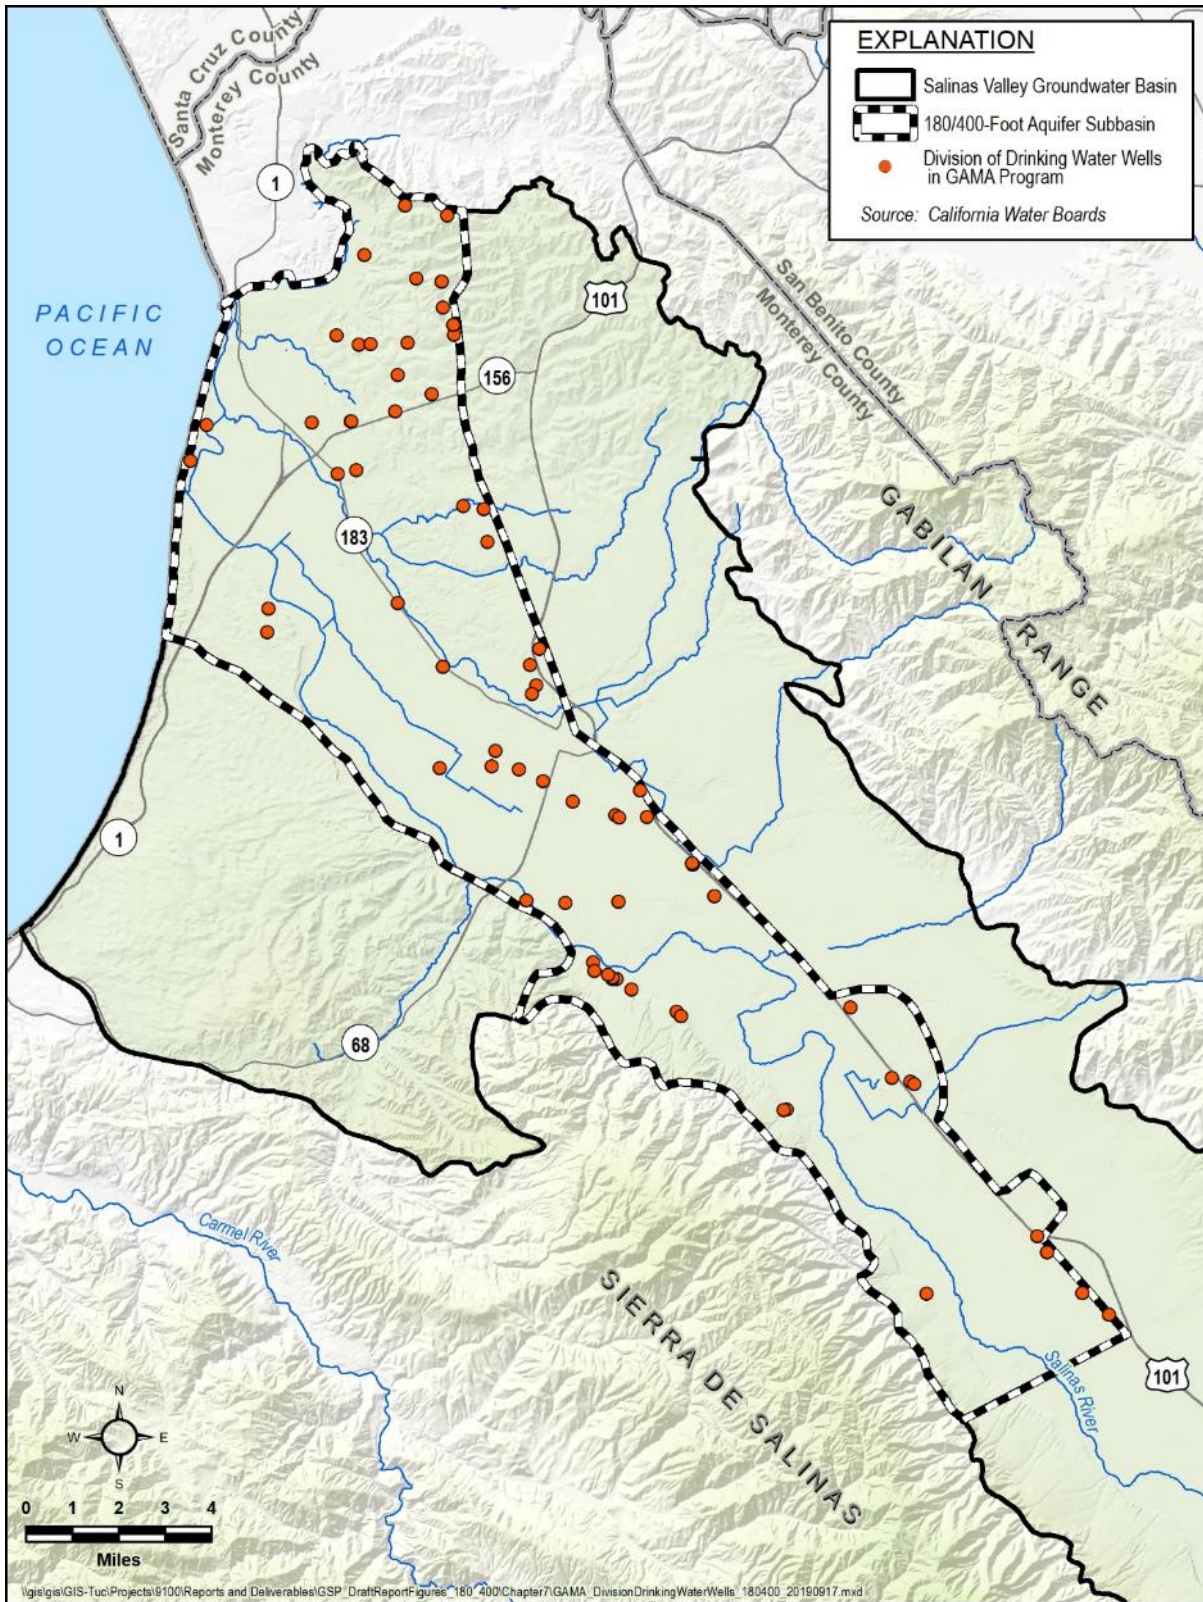 EXPLANATION
Salinas Valley Groundwater Basin
180/400-Foot Aquifer Subbasin
Division of Drinking Water Wells
in GAMA Program
Source: California Water Boards
Santa Cruz County
Monterey County
1
101
San Benito County
Monterey County
PACIFIC
OCEAN
156
GABILAN
RANGE
183
1
68
Carmel River
SIERRA DE SALINAS
Salinas River
101
N
W
E
S
0 1 2 3 4
Miles
\\gis\gis\GIS-Tuc\Projects\9100\Reports and Deliverables\GSP_DraftReportFigures_180_400\Chapter7\GAMA_DivisionDrinkingWaterWells_180400_20190917.mxd